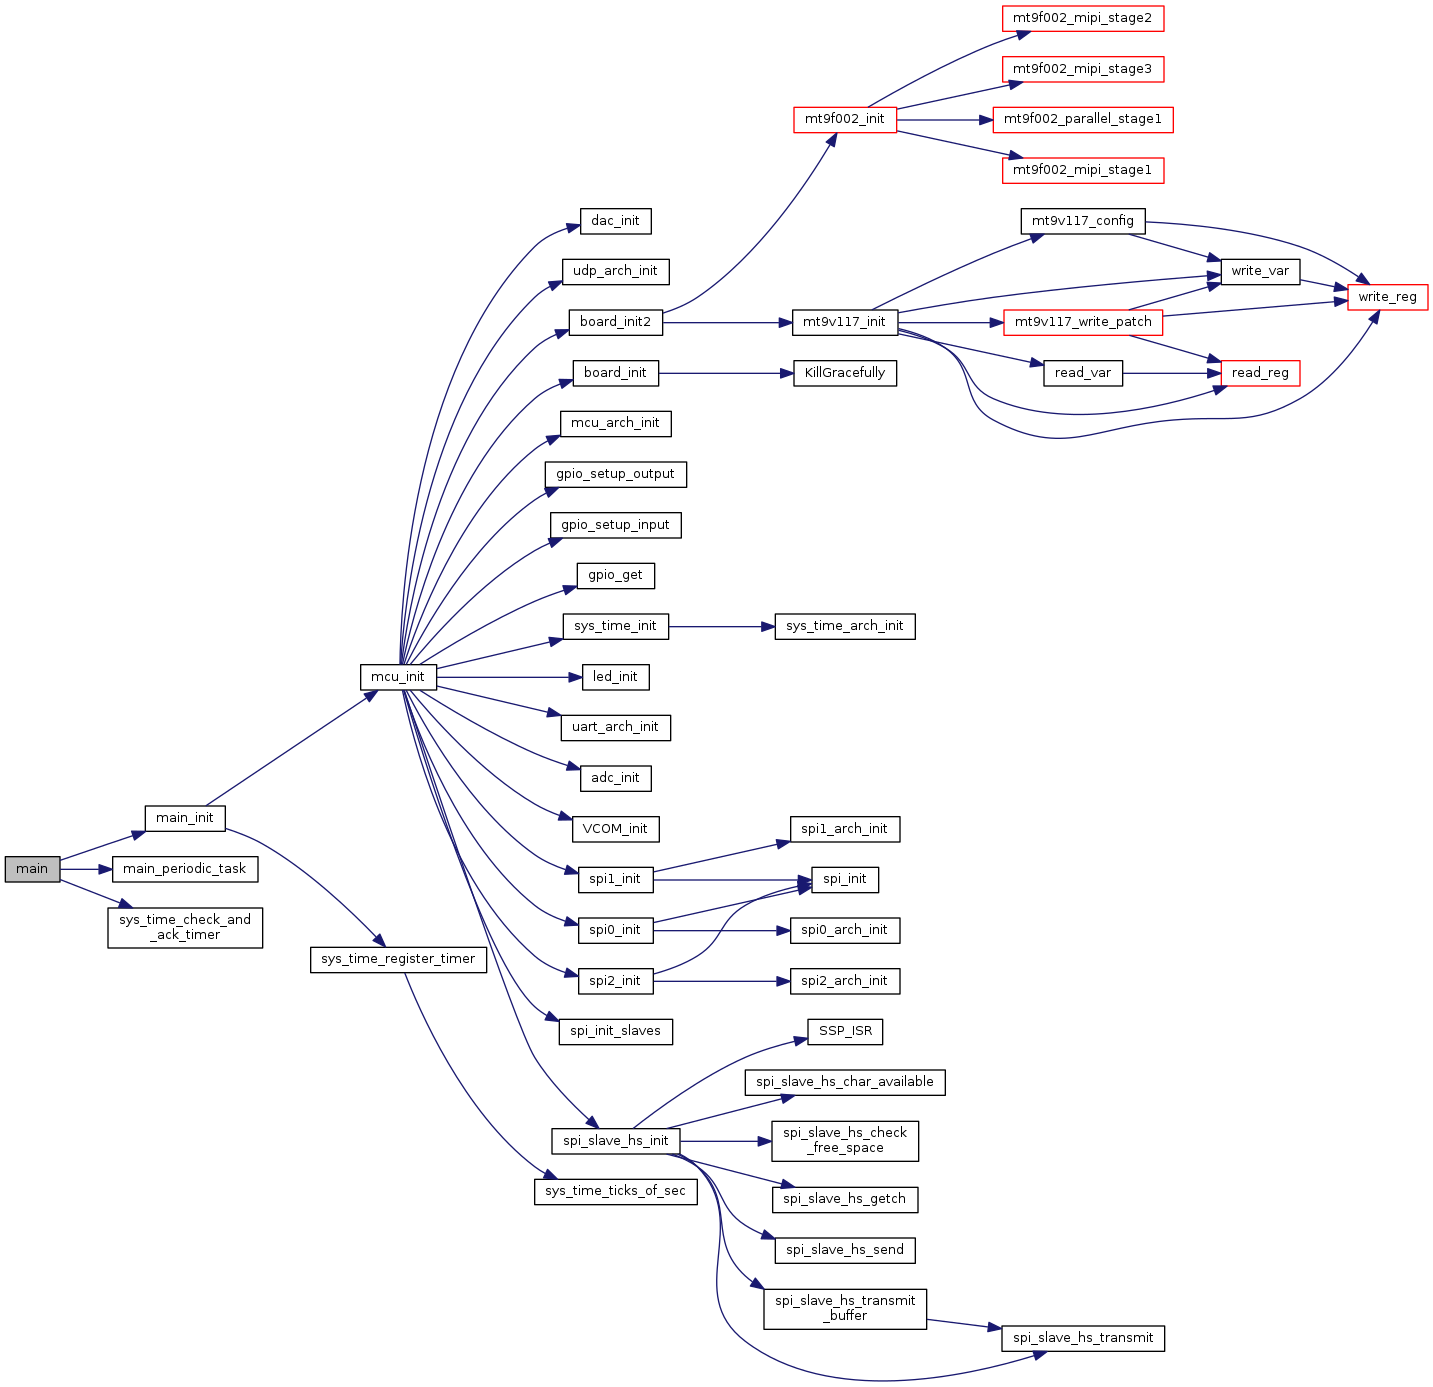 mt9f002_mipi_stage2
mt9f002_mipi_stage3
mt9f002_init
mt9f002_parallel_stage1
mt9f002_mipi_stage1
dac_init
mt9v117_config
udp_arch_init
write_var
write_reg
board_init2
mt9v117_init
mt9v117_write_patch
board_init
KillGracefully
read_var
read_reg
mcu_arch_init
gpio_setup_output
gpio_setup_input
gpio_get
sys_time_init
sys_time_arch_init
mcu_init
led_init
uart_arch_init
adc_init
main_init
VCOM_init
spi1_arch_init
main
main_periodic_task
spi1_init
spi_init
sys_time_check_and
_ack_timer
spi0_init
spi0_arch_init
sys_time_register_timer
spi2_init
spi2_arch_init
spi_init_slaves
SSP_ISR
spi_slave_hs_char_available
spi_slave_hs_init
spi_slave_hs_check
_free_space
sys_time_ticks_of_sec
spi_slave_hs_getch
spi_slave_hs_send
spi_slave_hs_transmit
_buffer
spi_slave_hs_transmit